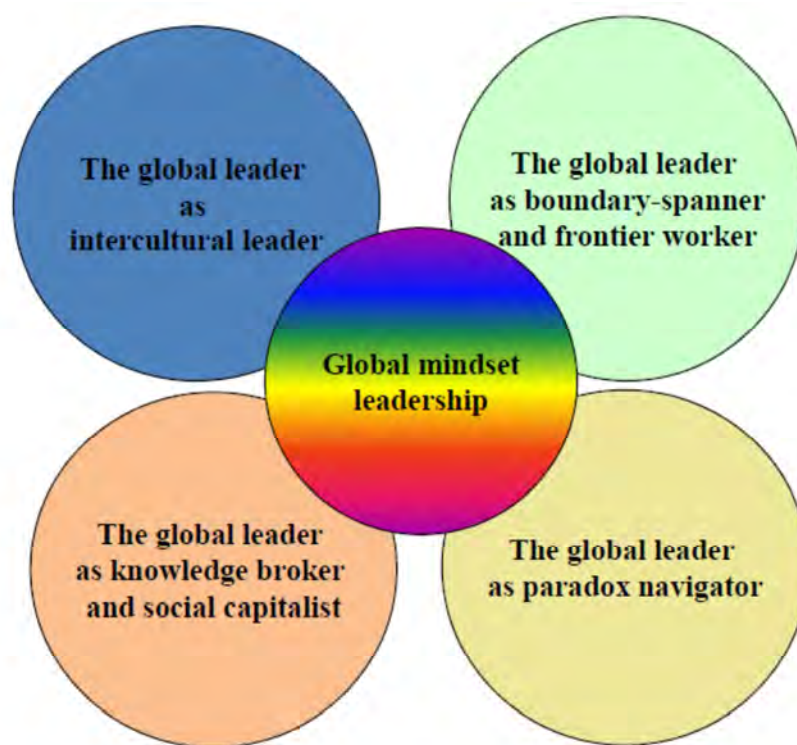 The global leader
as
intercultural leader
The global leader
as boundary-spanner
and frontier worker
Global mindset
leadership
The global leader
as knowledge broker
and social capitalist
The global leader
as paradox navigator